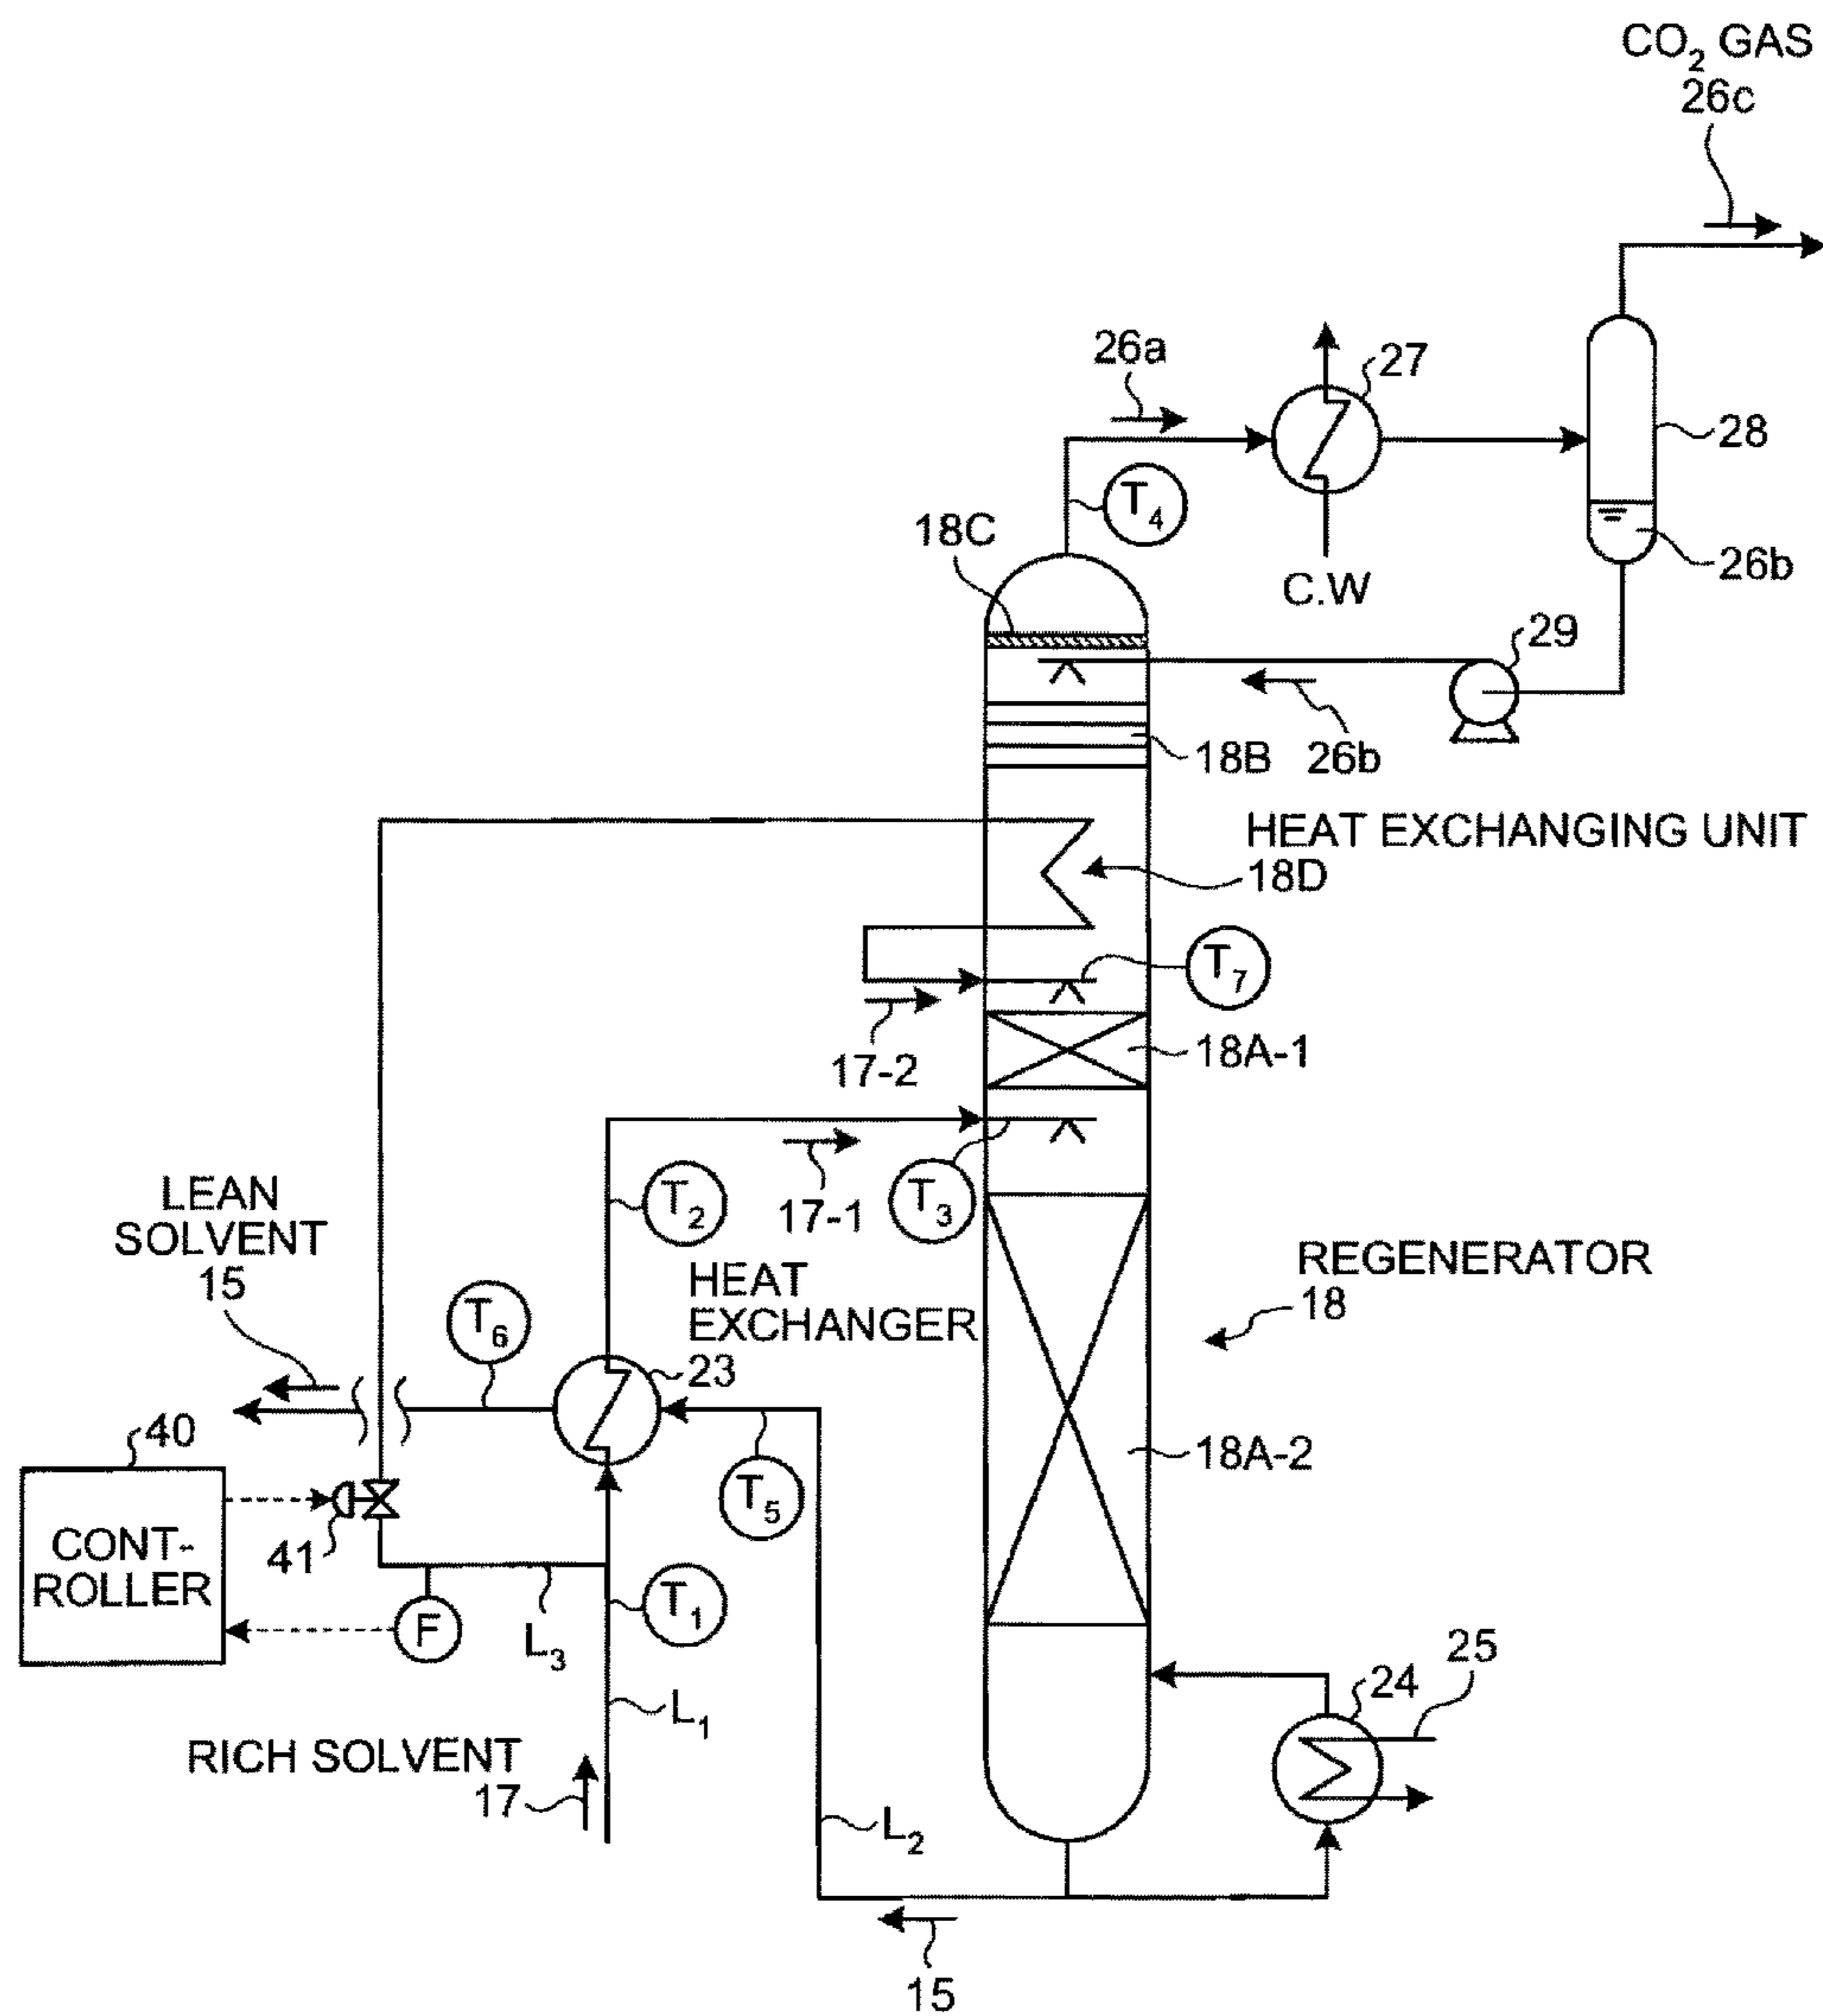 CO₂ GAS
26c
26a
27
28
T₄
18C
26b
C.W
29
18B
26b
HEAT EXCHANGING UNIT
18D
T₇
17-2
18A-1
17-1
T₂
T₃
LEAN
SOLVENT
15
HEAT
EXCHANGER
23
REGENERATOR
18
T₆
40
18A-2
T₅
CONT-
ROLLER
41
F
L₃
T₁
L₁
25
24
RICH SOLVENT
17
L₂
15